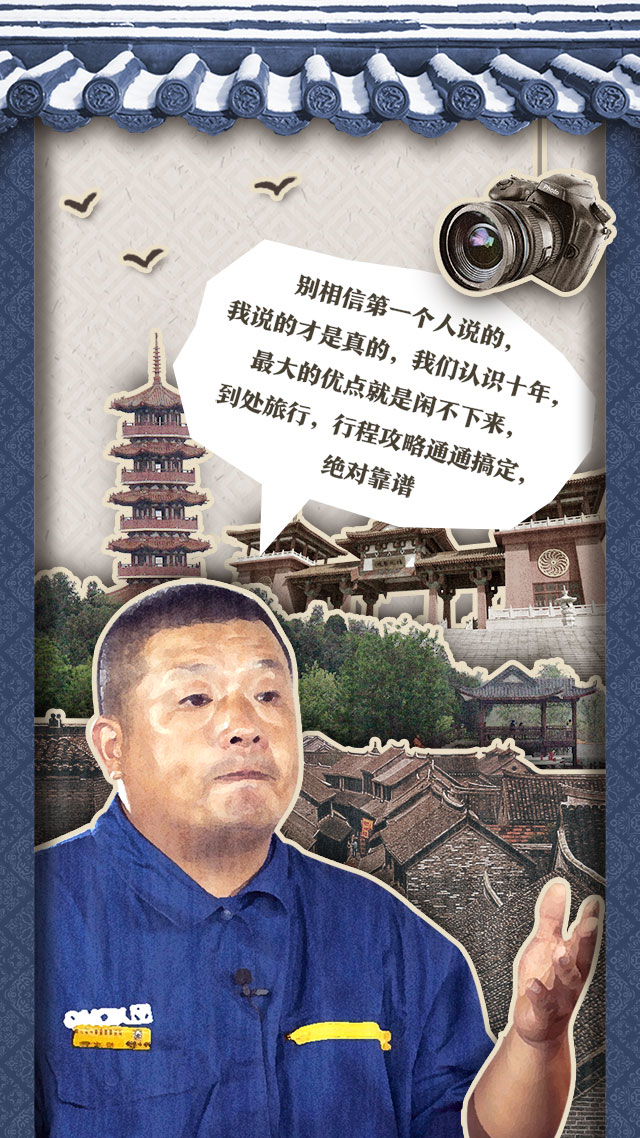 Photo
别相信第一个人说的，
我说的才是真的，我们认识十年，
最大的优点就是闲不下来，
到处旅行，行程攻略通通搞定，
绝对靠谱